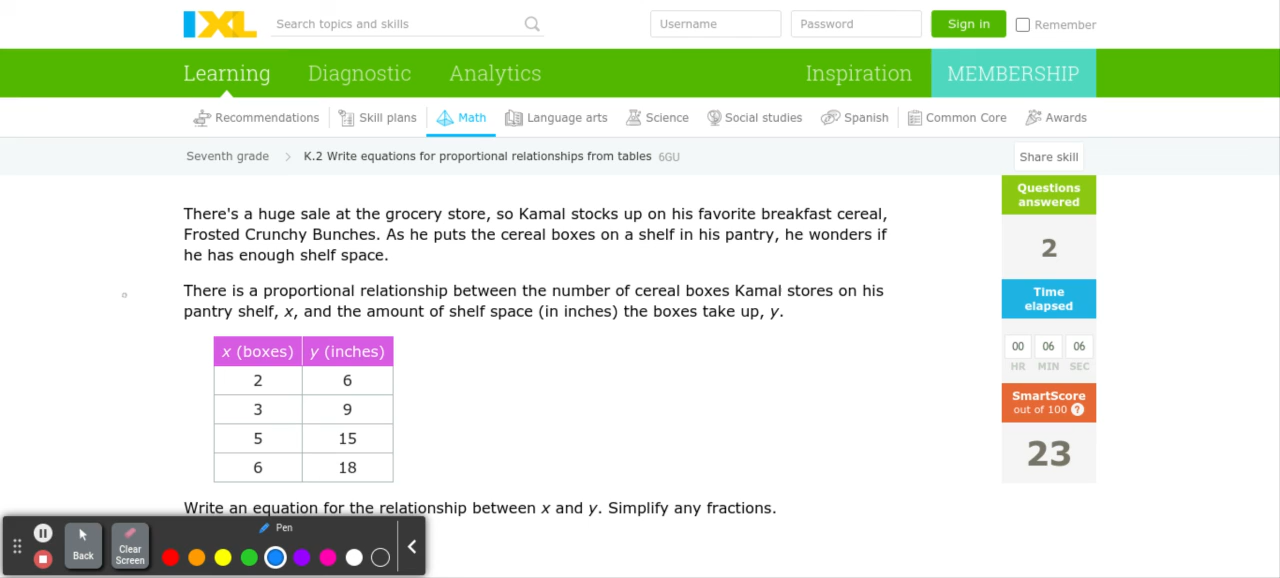 IXL
Search topics and skills
Username
Password
Sign in
Remember
Learning
Diagnostic
Analytics
Inspiration
MEMBERSHIP
Recommendations
Skill plans
Math
Language arts
Science
Social studies
Spanish
Common Core
Awards
Seventh grade > K.2 Write equations for proportional relationships from tables 6GU
Share skill
Questions
answered
2
Time
elapsed
00 06 06
HR MIN SEC
SmartScore
out of 100 ?
23
There's a huge sale at the grocery store, so Kamal stocks up on his favorite breakfast cereal,
Frosted Crunchy Bunches. As he puts the cereal boxes on a shelf in his pantry, he wonders if
he has enough shelf space.
There is a proportional relationship between the number of cereal boxes Kamal stores on his
pantry shelf, x, and the amount of shelf space (in inches) the boxes take up, y.
x (boxes) y (inches)
2 6
3 9
5 15
6 18
Write an equation for the relationship between x and y. Simplify any fractions.
Pen
Back
Clear
Screen